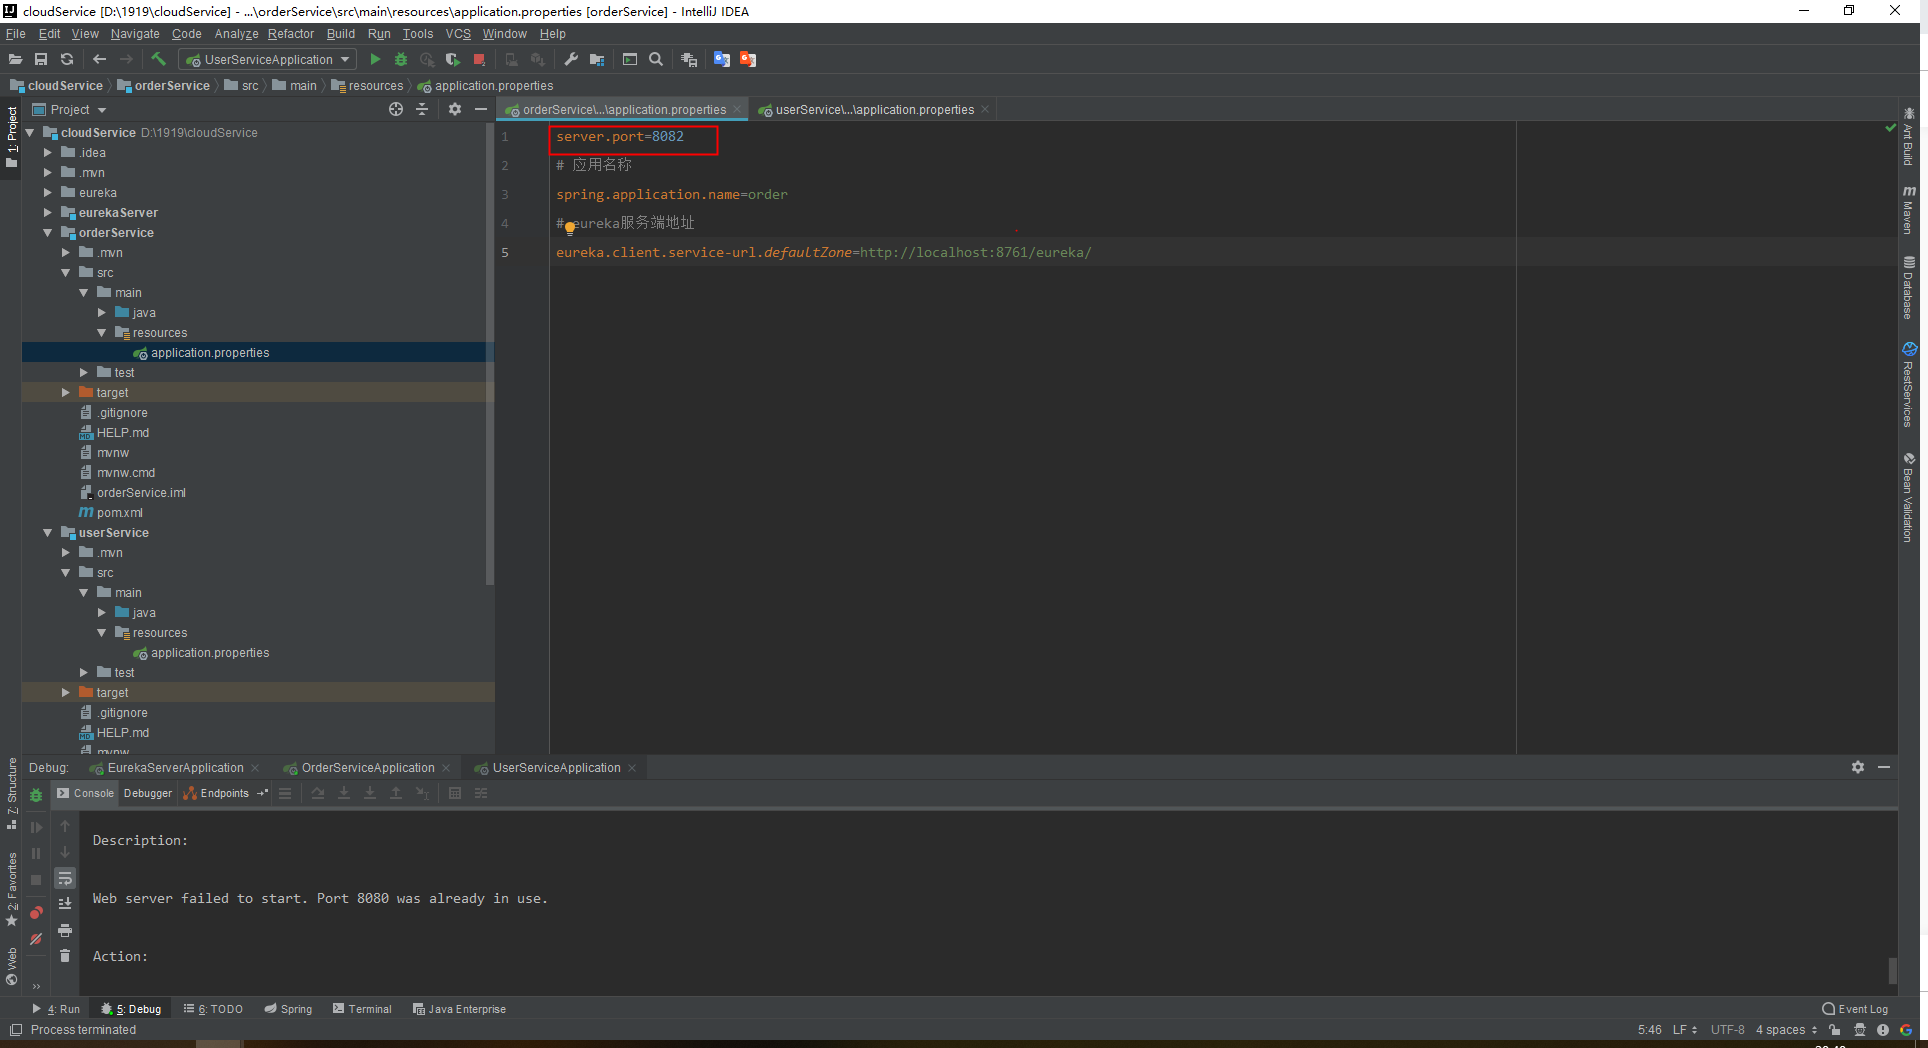 cloudService [D:\1919\cloudService] - ...\orderService\src\main\resources\application.properties [orderService] - IntelliJ IDEA
File Edit View Navigate Code Analyze Refactor Build Run Tools VCS Window Help
UserServiceApplication
cloudService orderService src main resources application.properties
Project
orderService\...\application.properties
userService\...\application.properties
1: Project
cloudService D:\1919\cloudService
.idea
.mvn
eureka
eurekaServer
orderService
.mvn
src
main
java
resources
application.properties
test
target
.gitignore
HELP.md
mvnw
mvnw.cmd
orderService.iml
pom.xml
userService
.mvn
src
main
java
resources
application.properties
test
target
.gitignore
HELP.md
mvnw
1 server.port=8082
2 # 应用名称
3 spring.application.name=order
4 # eureka服务端地址
5 eureka.client.service-url.defaultZone=http://localhost:8761/eureka/
Ant Build
Maven
Database
RestServices
Bean Validation
7: Structure
2: Favorites
Web
Debug: EurekaServerApplication OrderServiceApplication UserServiceApplication
Console Debugger Endpoints
Description:
Web server failed to start. Port 8080 was already in use.
Action:
4: Run 5: Debug 6: TODO Spring Terminal Java Enterprise Event Log
Process terminated 5:46 LF UTF-8 4 spaces